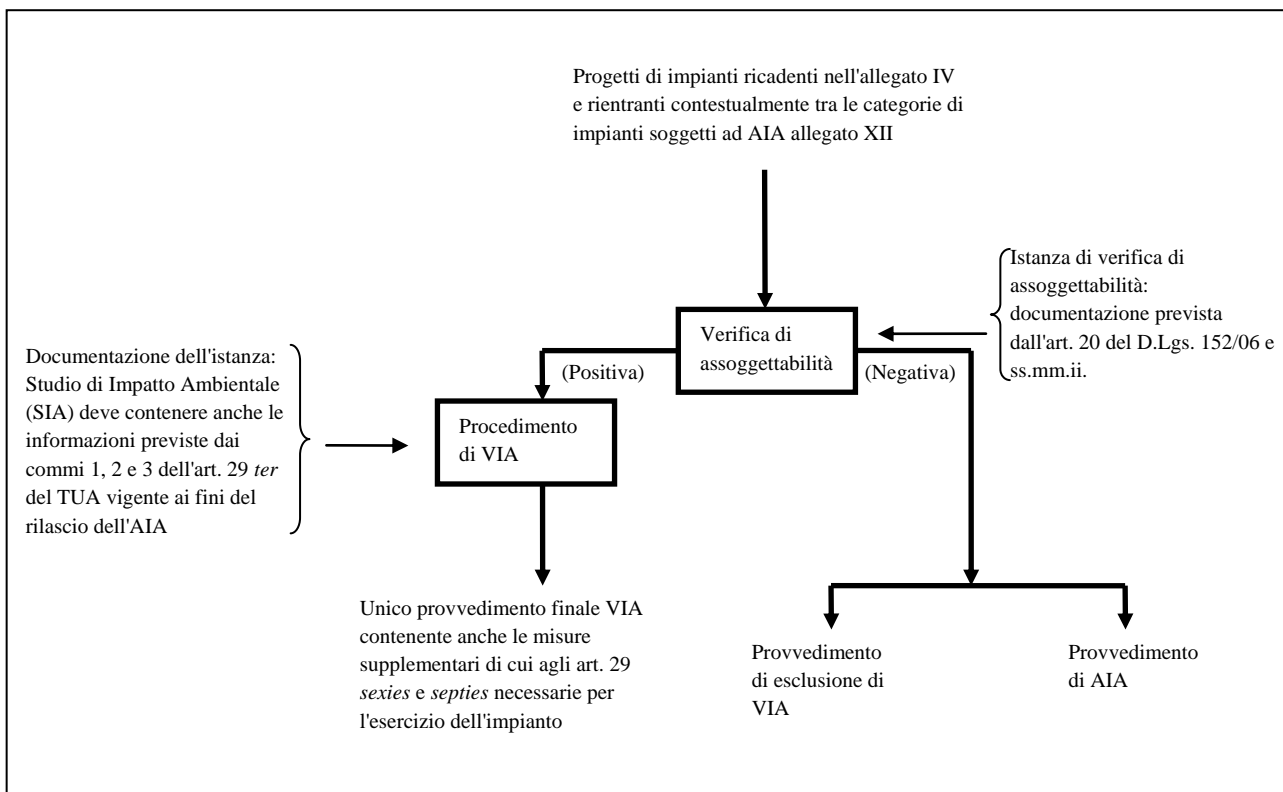 Progetti di impianti ricadenti nell'allegato IV
e rientranti contestualmente tra le categorie di
impianti soggetti ad AIA allegato XII
Istanza di verifica di
assoggettabilità:
documentazione prevista
dall'art. 20 del D.Lgs. 152/06 e
ss.mm.ii.
Verifica di
assoggettabilità
(Positiva)
(Negativa)
Documentazione dell'istanza:
Studio di Impatto Ambientale
(SIA) deve contenere anche le
informazioni previste dai
commi 1, 2 e 3 dell'art. 29 ter
del TUA vigente ai fini del
rilascio dell'AIA
Procedimento
di VIA
Unico provvedimento finale VIA
contenente anche le misure
supplementari di cui agli art. 29
sexies e septies necessarie per
l'esercizio dell'impianto
Provvedimento
di esclusione di
VIA
Provvedimento
di AIA